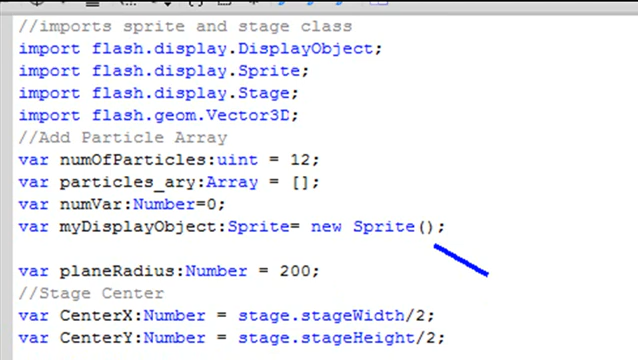 //imports sprite and stage class
import flash.display.DisplayObject;
import flash.display.Sprite;
import flash.display.Stage;
import flash.geom.Vector3D;
//Add Particle Array
var numOfParticles:uint = 12;
var particles_ary:Array = [];
var numVar:Number=0;
var myDisplayObject:Sprite= new Sprite();
var planeRadius:Number = 200;
//Stage Center
var CenterX:Number = stage.stageWidth/2;
var CenterY:Number = stage.stageHeight/2;